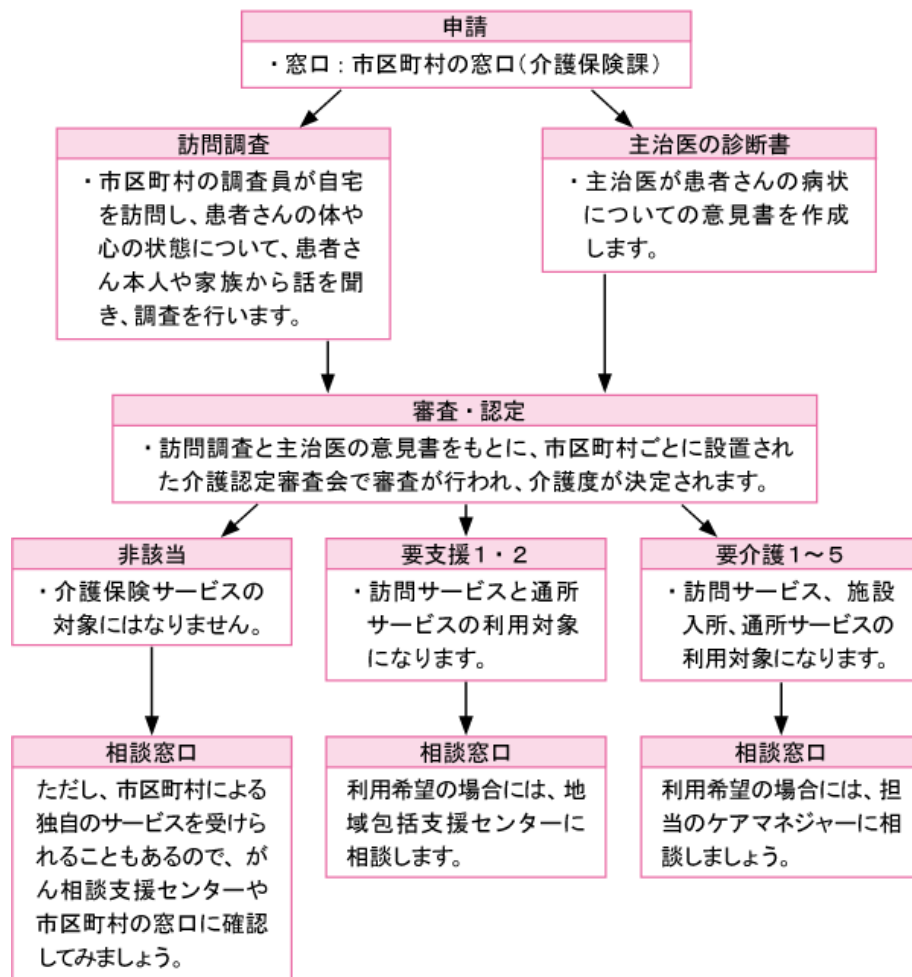 申請
・窓口：市区町村の窓口（介護保険課）
訪問調査
・市区町村の調査員が自宅
を訪問し、患者さんの体や
心の状態について、患者さ
ん本人や家族から話を聞
き、調査を行います。
主治医の診断書
・主治医が患者さんの病状
についての意見書を作成
します。
審査・認定
・訪問調査と主治医の意見書をもとに、市区町村ごとに設置され
た介護認定審査会で審査が行われ、介護度が決定されます。
非該当
・介護保険サービスの
対象にはなりません。
要支援１・２
・訪問サービスと通所
サービスの利用対象
になります。
要介護１～５
・訪問サービス、施設
入所、通所サービスの
利用対象になります。
相談窓口
ただし、市区町村による
独自のサービスを受けら
れることもあるので、が
ん相談支援センターや
市区町村の窓口に確認
してみましょう。
相談窓口
利用希望の場合には、地
域包括支援センターに
相談します。
相談窓口
利用希望の場合には、担
当のケアマネジャーに相
談しましょう。